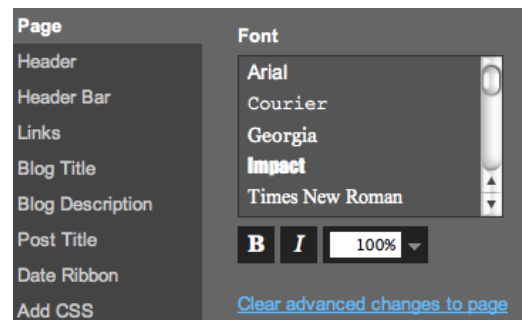 Page
Header
Header Bar
Links
Blog Title
Blog Description
Post Title
Date Ribbon
Add CSS
Font
Arial
Courier
Georgia
Impact
Times New Roman
B I 100%
Clear advanced changes to page